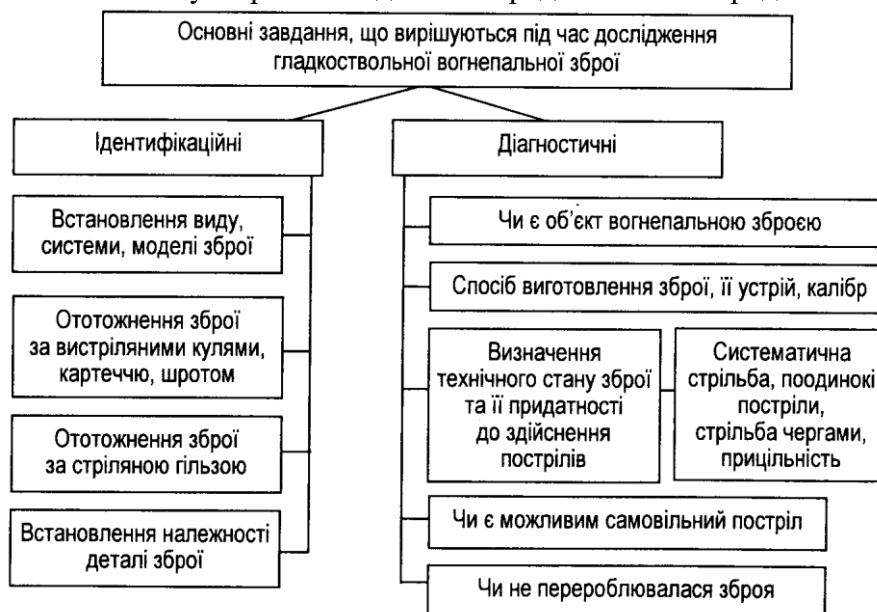 Основні завдання, що вирішуються під час дослідження
гладкоствольної вогнепальної зброї
Ідентифікаційні
Встановлення виду,
системи, моделі зброї
Ототожнення зброї
за вистріляними кулями,
картеччю, шротом
Ототожнення зброї
за стріляною гільзою
Встановлення належності
деталі зброї
Діагностичні
Чи є об’єкт вогнепальною зброєю
Спосіб виготовлення зброї, її устрій, калібр
Визначення
технічного стану зброї
та її придатності
до здійснення
пострілів
Систематична
стрільба, поодинокі
постріли,
стрільба чергами,
прицільність
Чи є можливим самовільний постріл
Чи не перероблювалася зброя